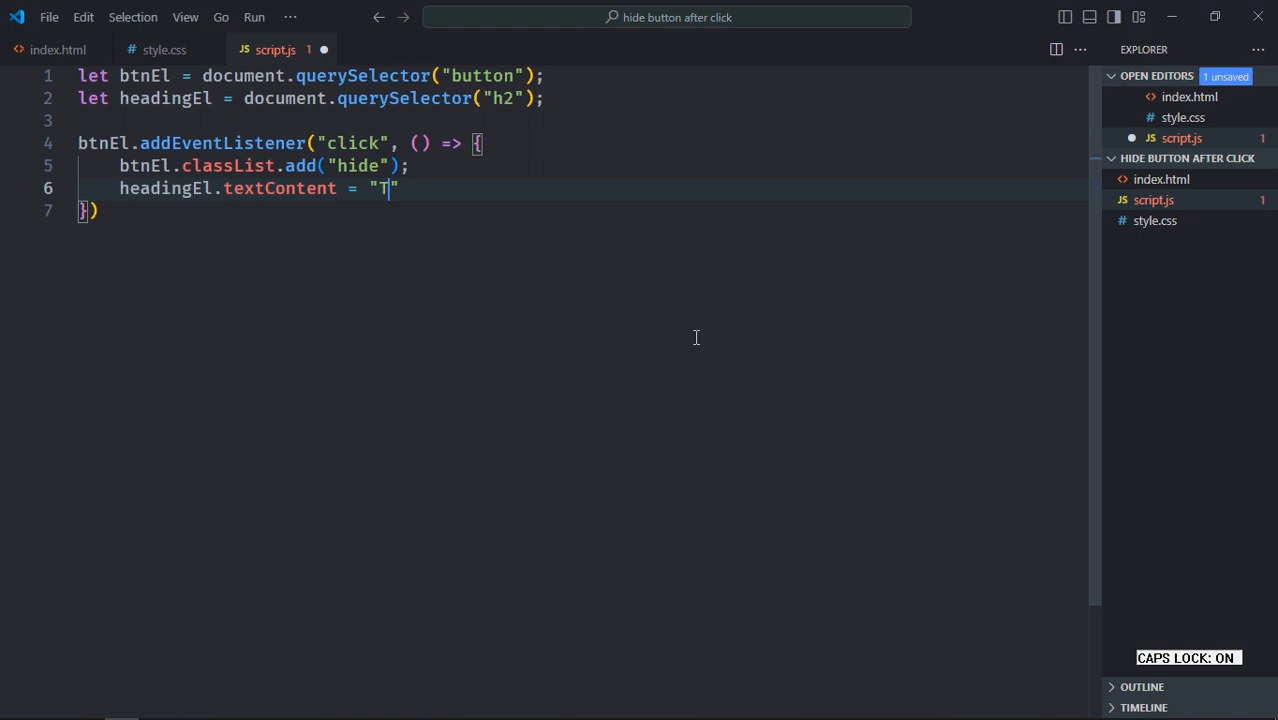 File Edit Selection View Go Run ··· hide button after click
index.html style.css JS script.js 1 EXPLORER
1 let btnEl = document.querySelector("button");
2 let headingEl = document.querySelector("h2");
3
4 btnEl.addEventListener("click", () => {
5 btnEl.classList.add("hide");
6 headingEl.textContent = "T"
7 })
OPEN EDITORS 1 unsaved
<> index.html
# style.css
JS script.js 1
HIDE BUTTON AFTER CLICK
<> index.html
JS script.js 1
# style.css
CAPS LOCK: ON
OUTLINE
TIMELINE